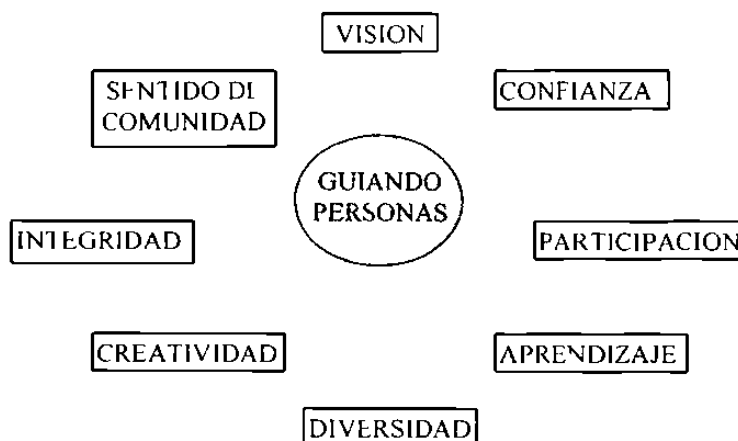 VISION
SENTIDO DE
COMUNIDAD
CONFIANZA
GUIANDO
PERSONAS
INTEGRIDAD
PARTICIPACION
CREATIVIDAD
APRENDIZAJE
DIVERSIDAD